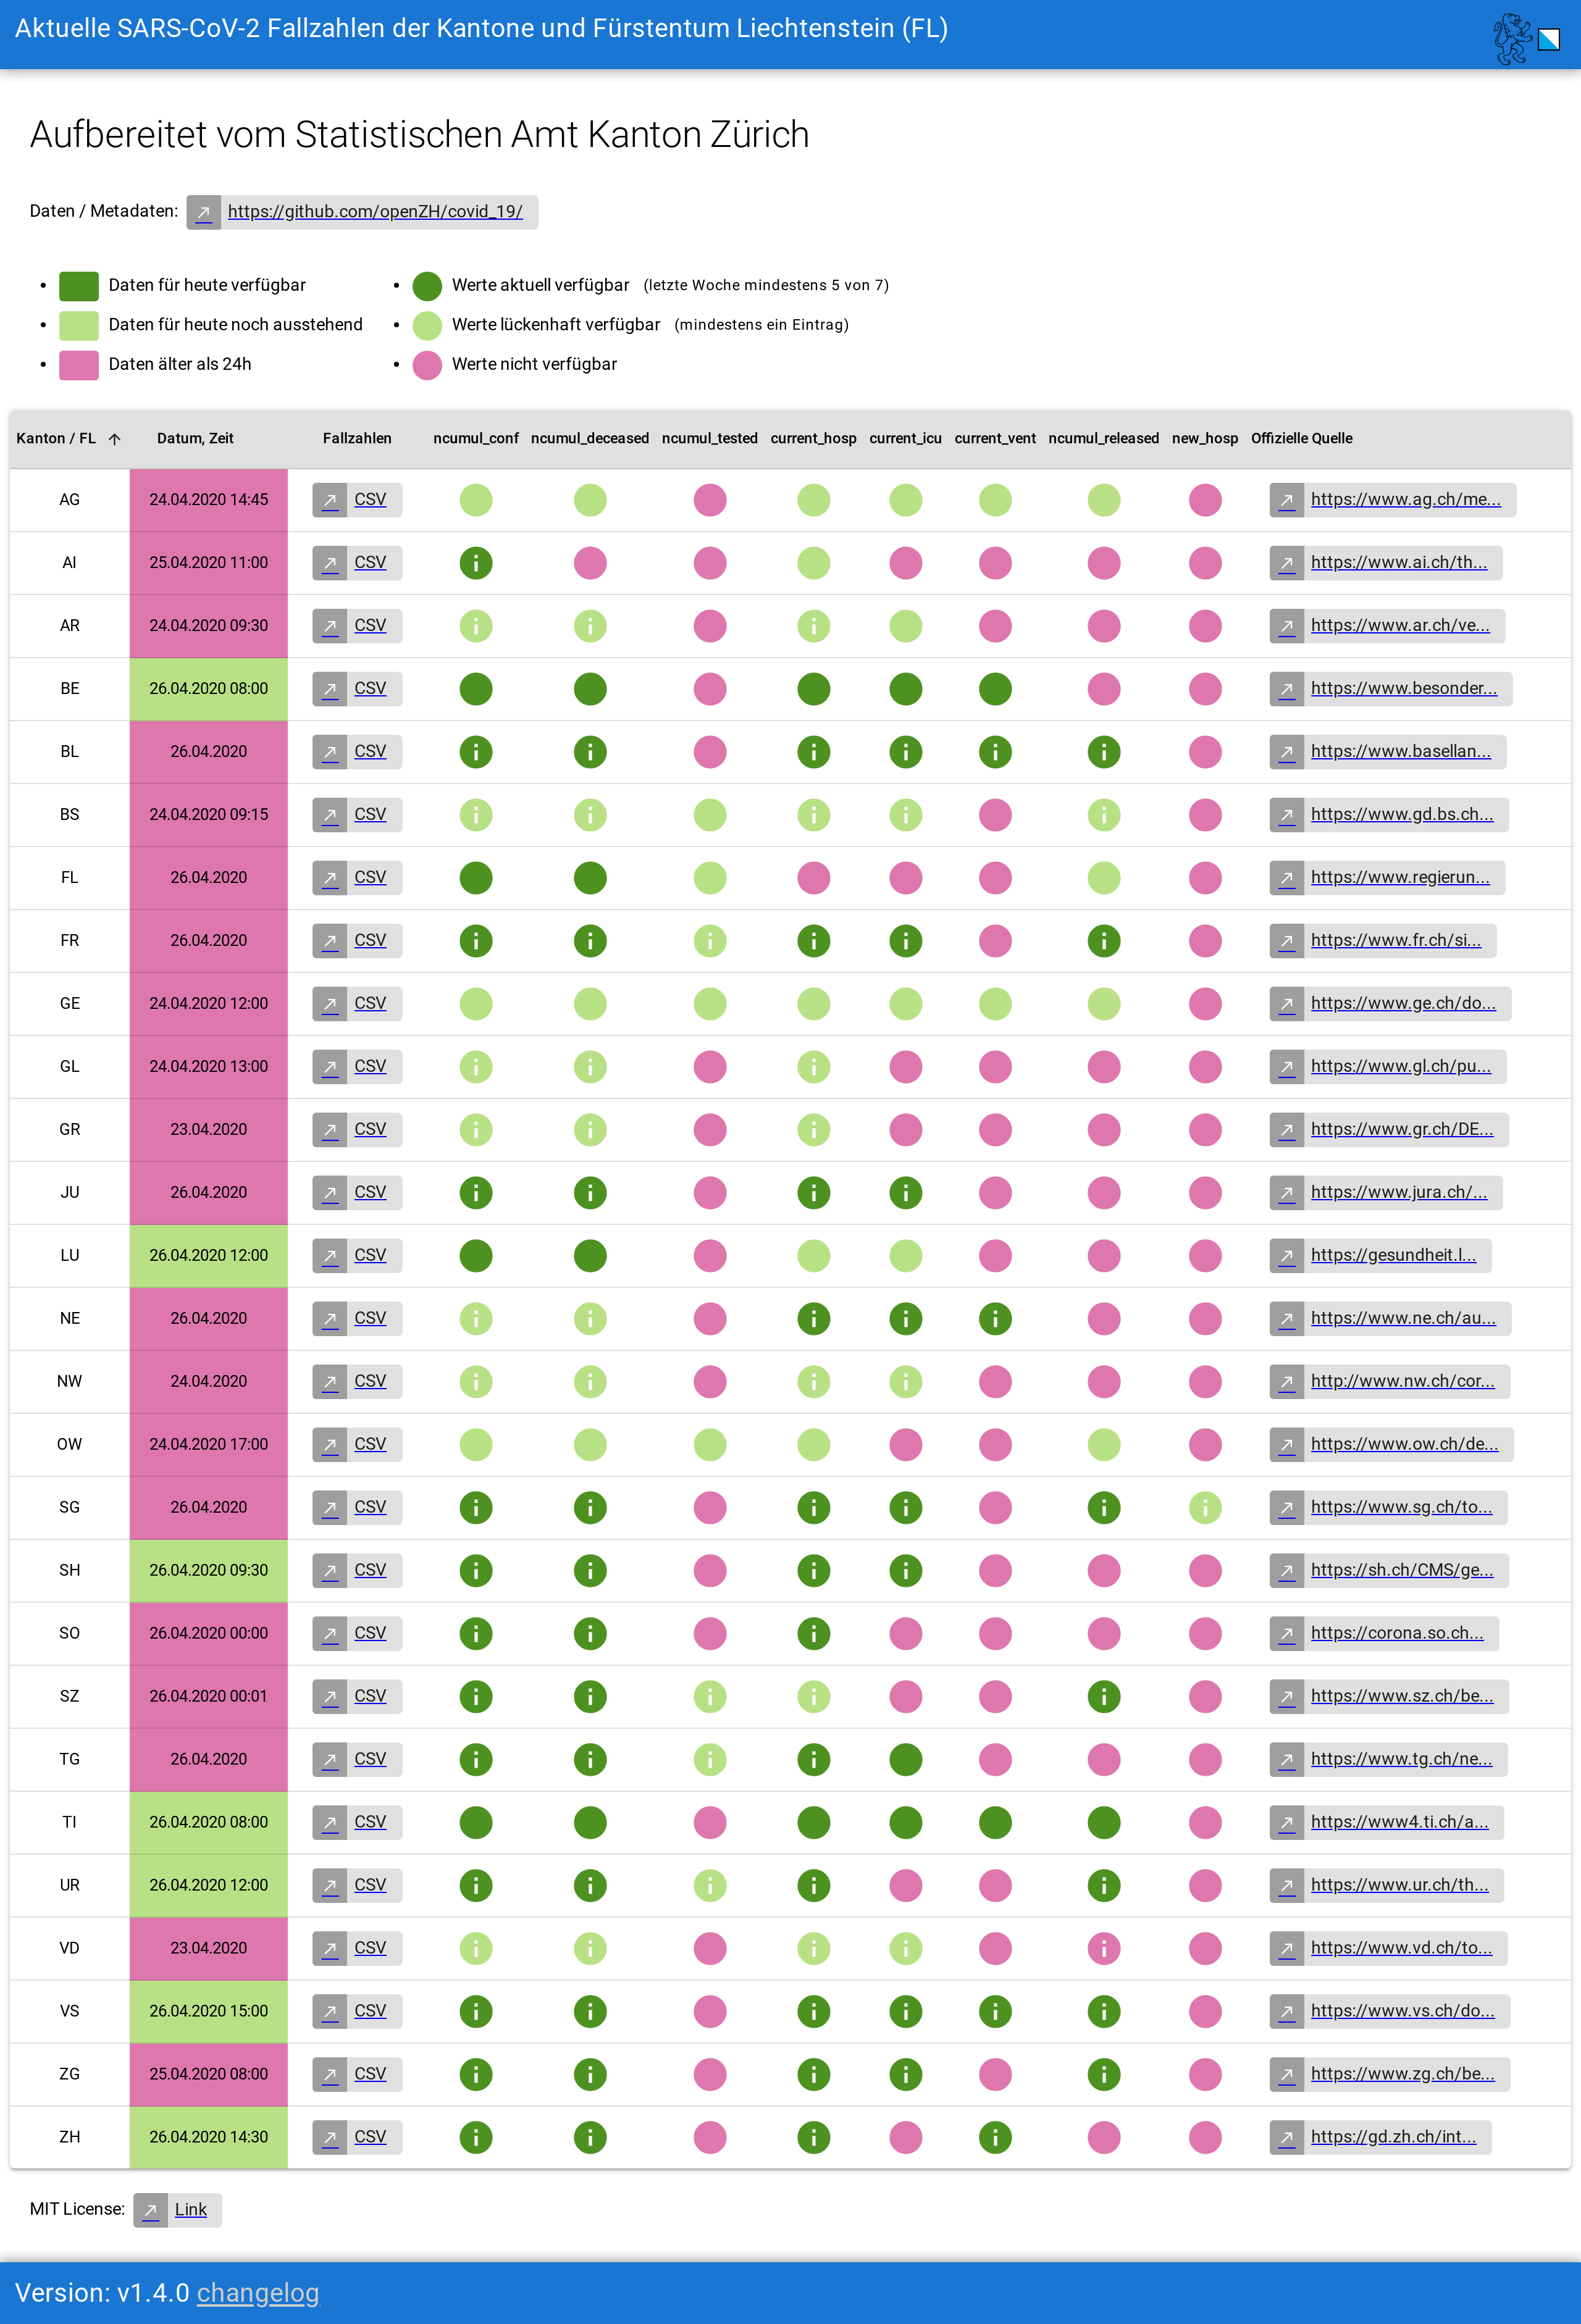 Aktuelle SARS-CoV-2 Fallzahlen der Kantone und Fürstentum Liechtenstein (FL)
Aufbereitet vom Statistischen Amt Kanton Zürich
Daten / Metadaten: https://github.com/openZH/covid_19/
Daten für heute verfügbar
Daten für heute noch ausstehend
Daten älter als 24h
Werte aktuell verfügbar (letzte Woche mindestens 5 von 7)
Werte lückenhaft verfügbar (mindestens ein Eintrag)
Werte nicht verfügbar
Kanton / FL Datum, Zeit Fallzahlen ncumul_conf ncumul_deceased ncumul_tested current_hosp current_icu current_vent ncumul_released new_hosp Offizielle Quelle
AG 24.04.2020 14:45 CSV https://www.ag.ch/me...
AI 25.04.2020 11:00 CSV https://www.ai.ch/th...
AR 24.04.2020 09:30 CSV https://www.ar.ch/ve...
BE 26.04.2020 08:00 CSV https://www.besonder...
BL 26.04.2020 CSV https://www.basellan...
BS 24.04.2020 09:15 CSV https://www.gd.bs.ch...
FL 26.04.2020 CSV https://www.regierun...
FR 26.04.2020 CSV https://www.fr.ch/si...
GE 24.04.2020 12:00 CSV https://www.ge.ch/do...
GL 24.04.2020 13:00 CSV https://www.gl.ch/pu...
GR 23.04.2020 CSV https://www.gr.ch/DE...
JU 26.04.2020 CSV https://www.jura.ch/...
LU 26.04.2020 12:00 CSV https://gesundheit.l...
NE 26.04.2020 CSV https://www.ne.ch/au...
NW 24.04.2020 CSV http://www.nw.ch/cor...
OW 24.04.2020 17:00 CSV https://www.ow.ch/de...
SG 26.04.2020 CSV https://www.sg.ch/to...
SH 26.04.2020 09:30 CSV https://sh.ch/CMS/ge...
SO 26.04.2020 00:00 CSV https://corona.so.ch...
SZ 26.04.2020 00:01 CSV https://www.sz.ch/be...
TG 26.04.2020 CSV https://www.tg.ch/ne...
TI 26.04.2020 08:00 CSV https://www4.ti.ch/a...
UR 26.04.2020 12:00 CSV https://www.ur.ch/th...
VD 23.04.2020 CSV https://www.vd.ch/to...
VS 26.04.2020 15:00 CSV https://www.vs.ch/do...
ZG 25.04.2020 08:00 CSV https://www.zg.ch/be...
ZH 26.04.2020 14:30 CSV https://gd.zh.ch/int...
MIT License: Link
Version: v1.4.0 changelog